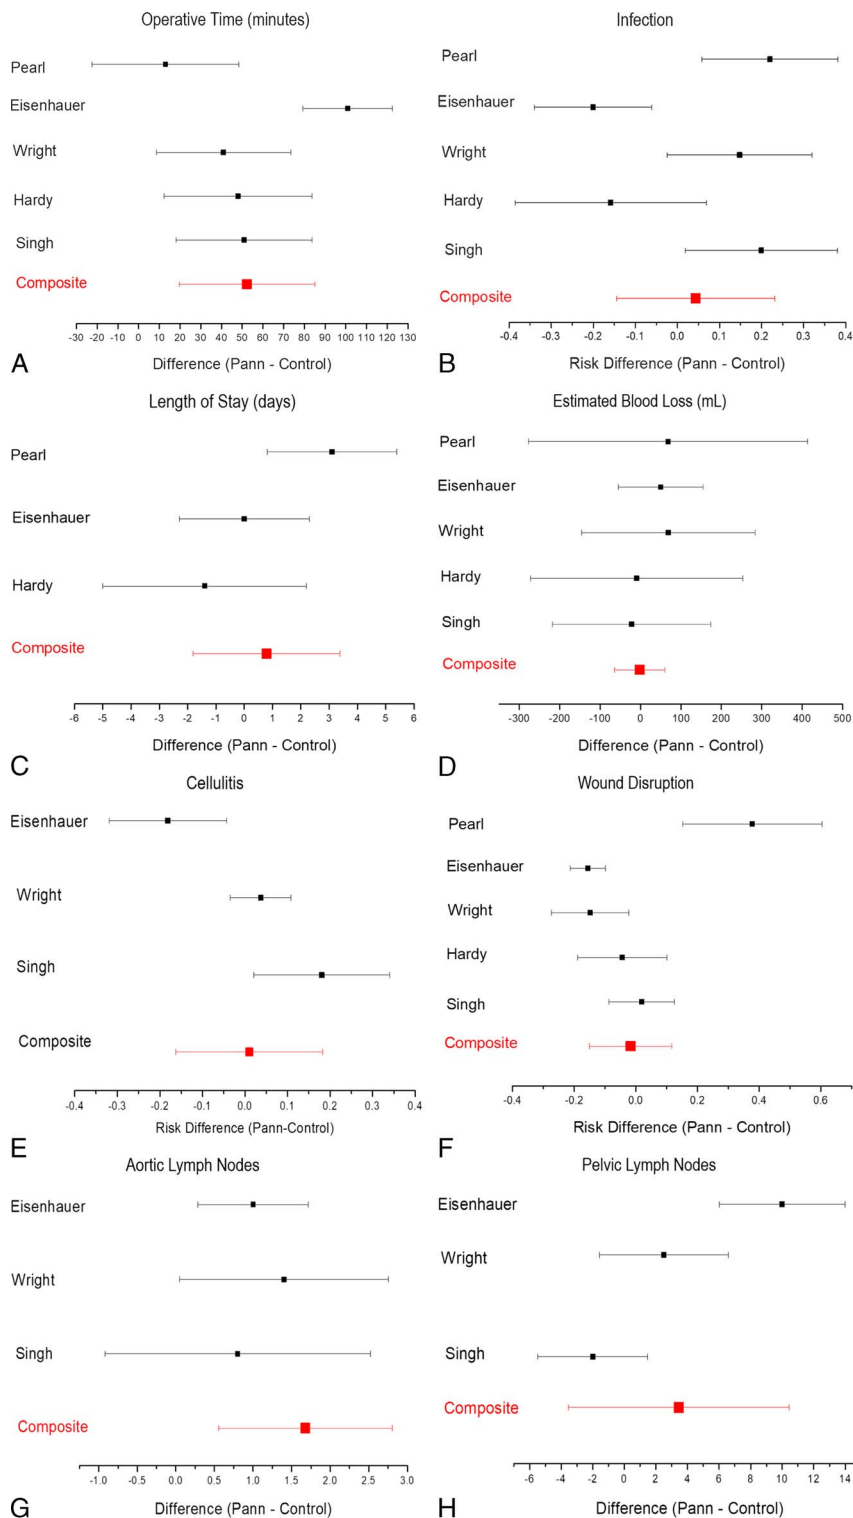 Operative Time (minutes)
Pearl
Eisenhauer
Wright
Hardy
Singh
Composite
-30 -20 -10 0 10 20 30 40 50 60 70 80 90 100 110 120 130
Difference (Pann - Control)
A
Infection
Pearl
Eisenhauer
Wright
Hardy
Singh
Composite
-0.4 -0.2 0.0 0.2 0.4
Risk Difference (Pann - Control)
B
Length of Stay (days)
Pearl
Eisenhauer
Hardy
Composite
-6 -5 -4 -3 -2 -1 0 1 2 3 4 5 6
Difference (Pann - Control)
C
Estimated Blood Loss (mL)
Pearl
Eisenhauer
Wright
Hardy
Singh
Composite
-300 -200 -100 0 100 200 300 400 500
Difference (Pann - Control)
D
Cellulitis
Eisenhauer
Wright
Singh
Composite
-0.4 -0.3 -0.2 -0.1 0.0 0.1 0.2 0.3 0.4
Risk Difference (Pann-Control)
E
Wound Disruption
Pearl
Eisenhauer
Wright
Hardy
Singh
Composite
-0.4 -0.2 0.0 0.2 0.4 0.6
Risk Difference (Pann - Control)
F
Aortic Lymph Nodes
Eisenhauer
Wright
Singh
Composite
-1.0 -0.5 0.0 0.5 1.0 1.5 2.0 2.5 3.0
Difference (Pann - Control)
G
Pelvic Lymph Nodes
Eisenhauer
Wright
Singh
Composite
-6 -4 -2 0 2 4 6 8 10 12 14
Difference (Pann - Control)
H